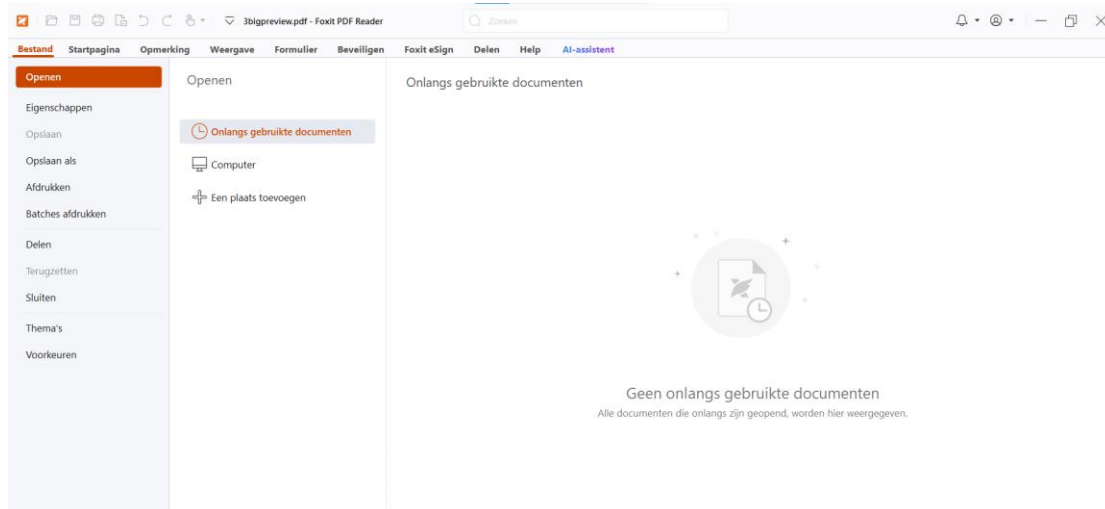 3bigpreview.pdf - Foxit PDF Reader
Zoeken
Bestand Startpagina Opmerking Weergave Formulier Beveiligen Foxit eSign Delen Help AI-assistent
Openen
Eigenschappen
Opslaan
Opslaan als
Afdrukken
Batches afdrukken
Delen
Terugzetten
Sluiten
Thema's
Voorkeuren
Openen
Onlangs gebruikte documenten
Computer
Een plaats toevoegen
Onlangs gebruikte documenten
Geen onlangs gebruikte documenten
Alle documenten die onlangs zijn geopend, worden hier weergegeven.